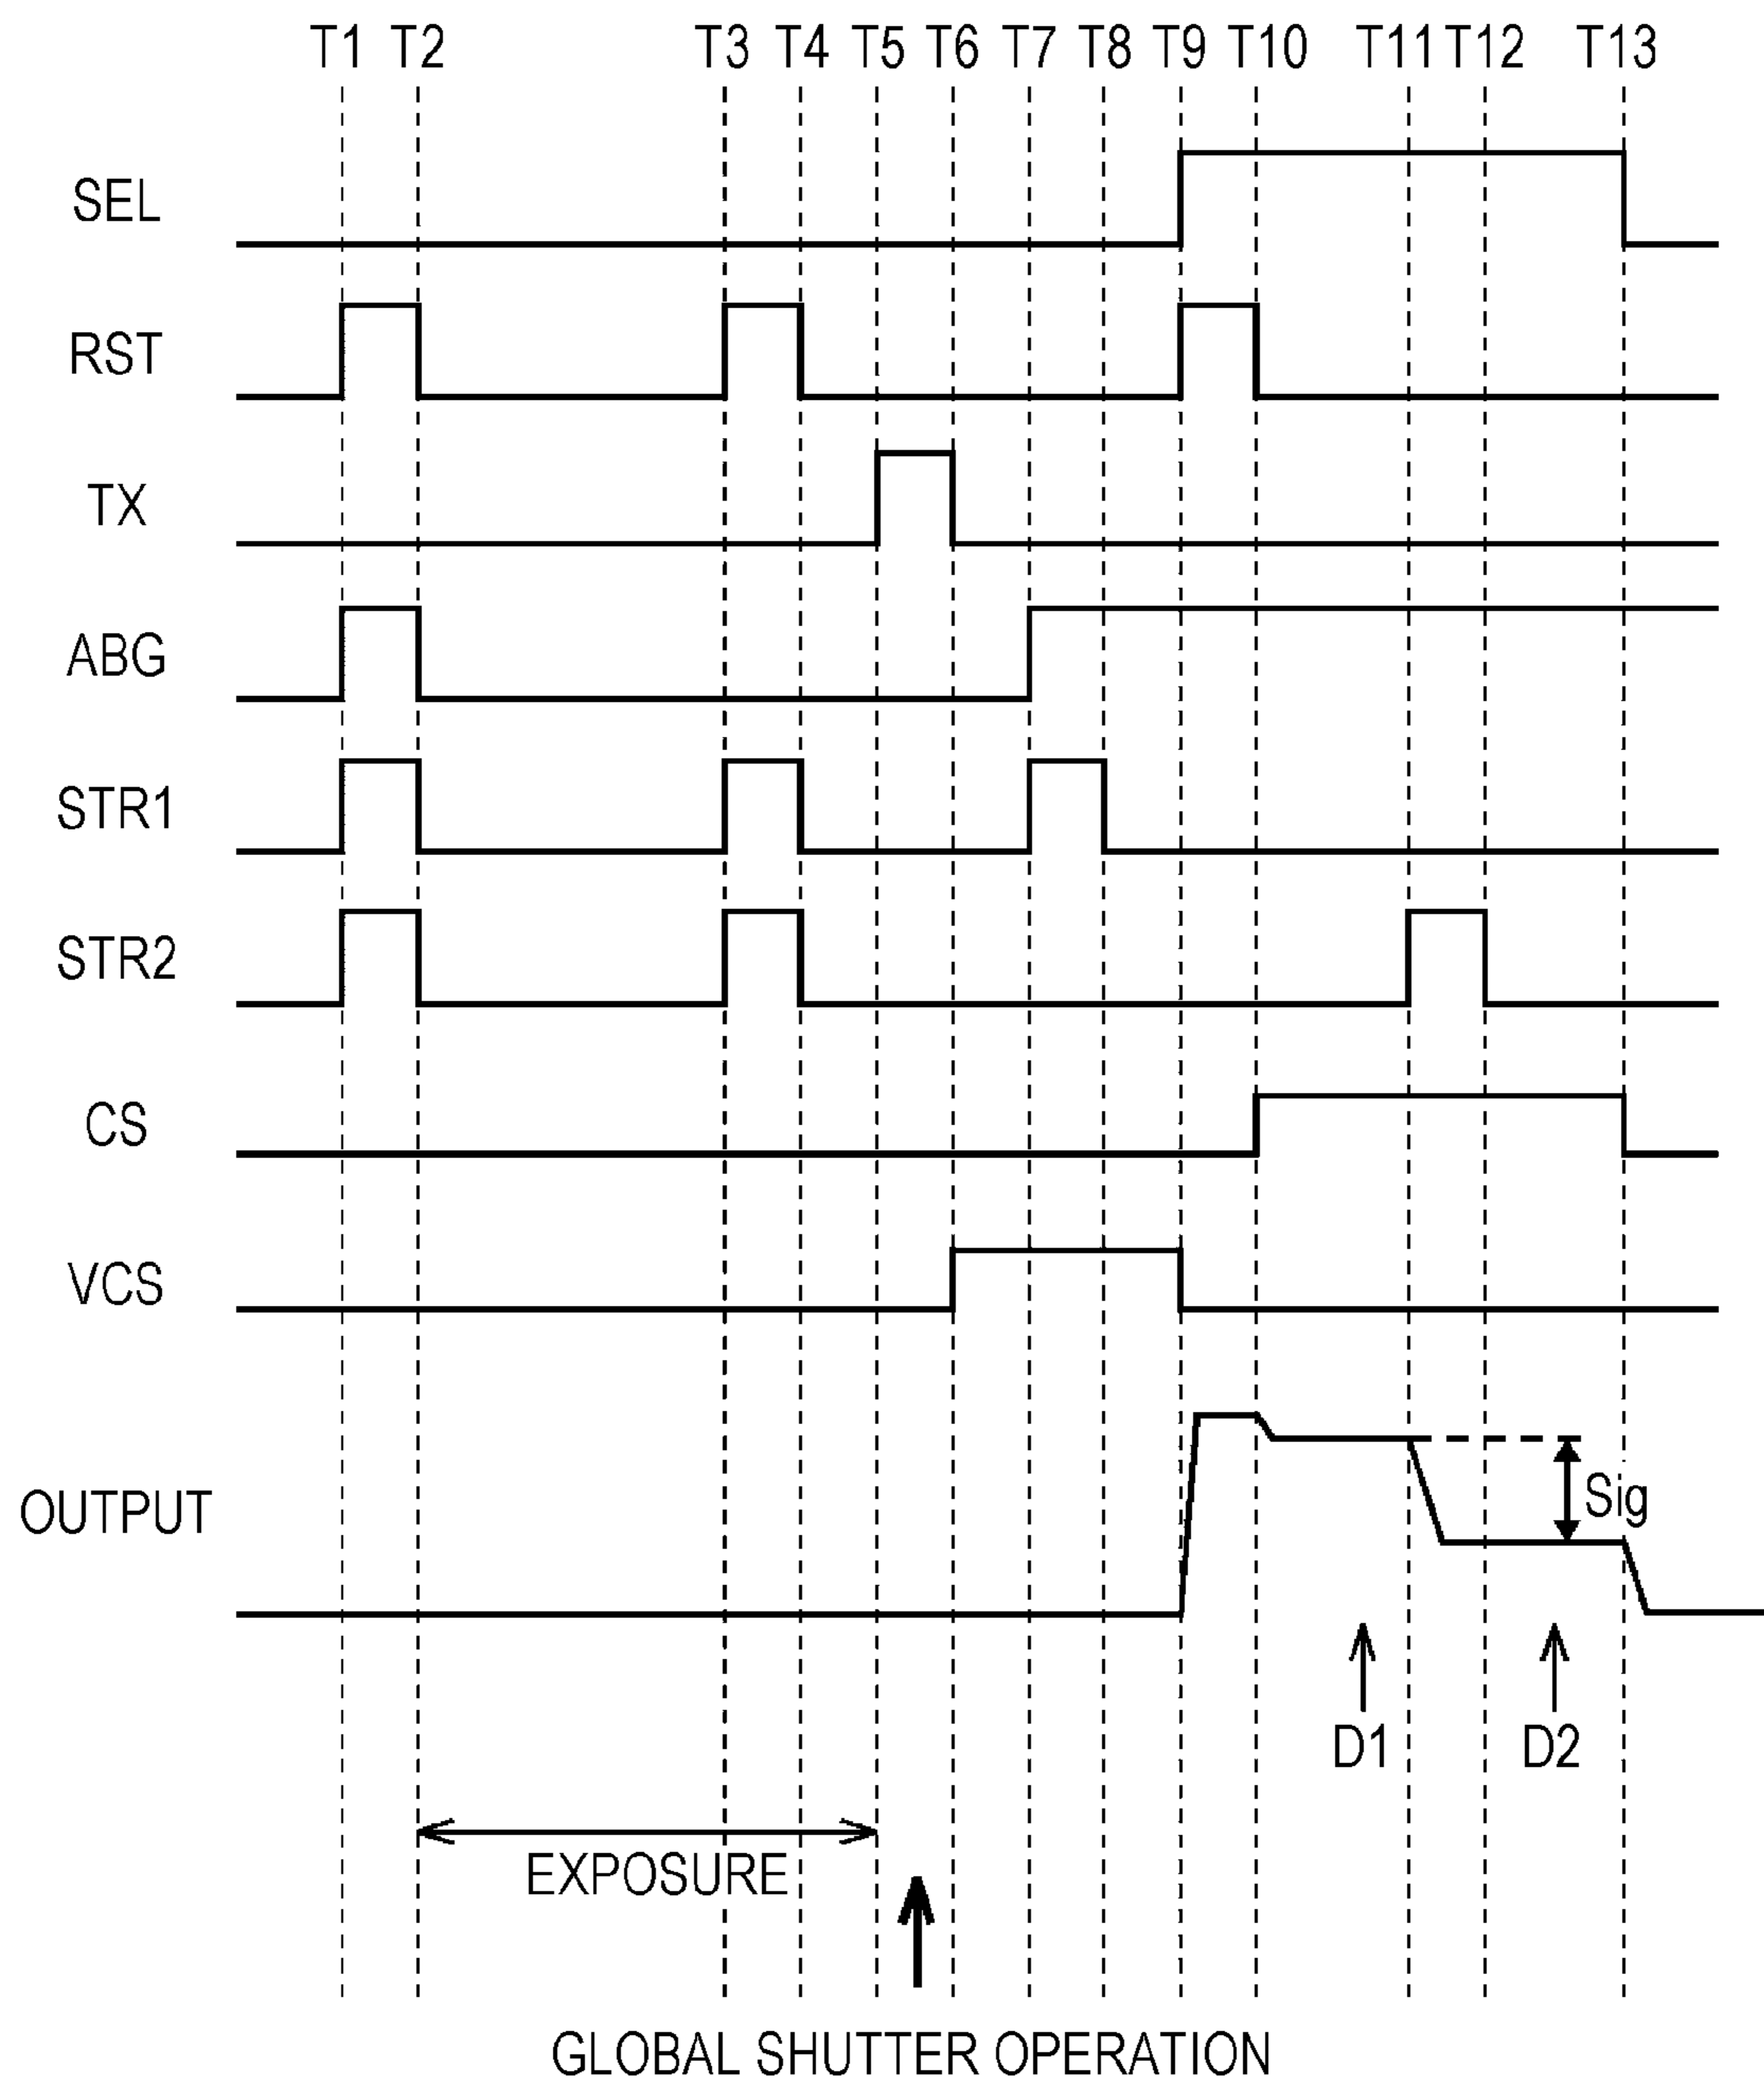 T1 T2 T3 T4 T5 T6 T7 T8 T9 T10 T11 T12 T13
SEL
RST
TX
ABG
STR1
STR2
CS
VCS
OUTPUT
Sig
D1 D2
EXPOSURE
GLOBAL SHUTTER OPERATION